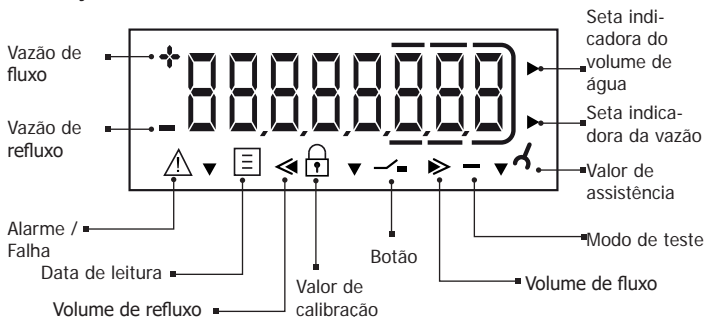 Vazão de
fluxo
Vazão de
refluxo
88888888
Seta indi-
cadora do
volume de
água
Seta indica-
dora da vazão
Valor de
assistência
Alarme /
Falha
Data de leitura
Volume de refluxo
Valor de
calibração
Botão
Volume de fluxo
Modo de teste